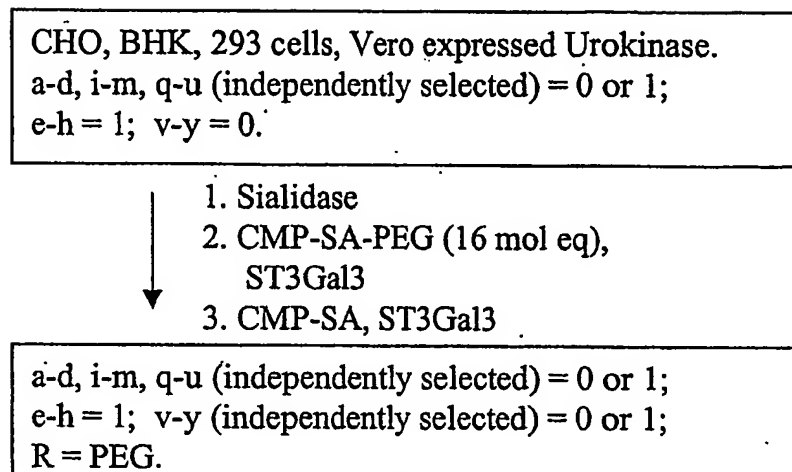 CHO, BHK, 293 cells, Vero expressed Urokinase.
a-d, i-m, q-u (independently selected) = 0 or 1;
e-h = 1; v-y = 0.
1. Sialidase
2. CMP-SA-PEG (16 mol eq),
ST3Gal3
3. CMP-SA, ST3Gal3
a-d, i-m, q-u (independently selected) = 0 or 1;
e-h = 1; v-y (independently selected) = 0 or 1;
R = PEG.